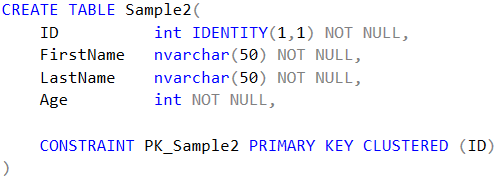 CREATE TABLE Sample2(
    ID          int IDENTITY(1,1) NOT NULL,
    FirstName   nvarchar(50) NOT NULL,
    LastName    nvarchar(50) NOT NULL,
    Age         int NOT NULL,

    CONSTRAINT PK_Sample2 PRIMARY KEY CLUSTERED (ID)
)